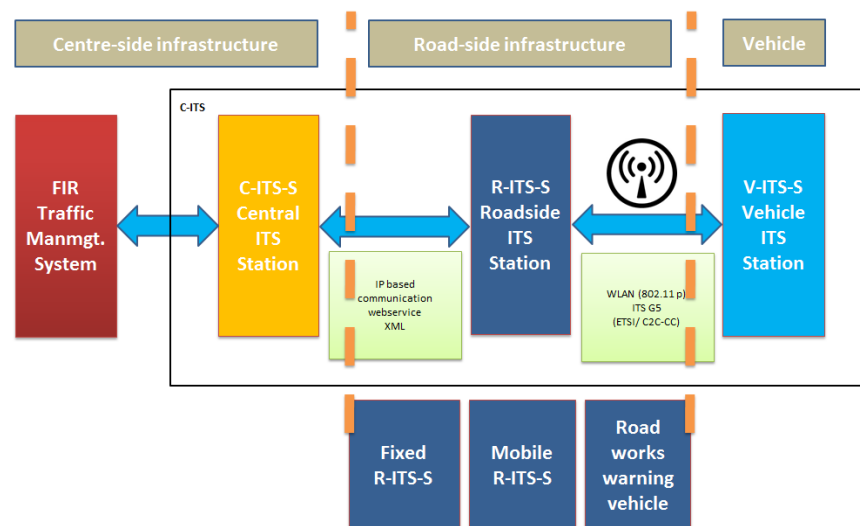 Centre-side infrastructure
Road-side infrastructure
Vehicle
C-ITS
FIR
Traffic
Manmgt.
System
C-ITS-S
Central
ITS
Station
R-ITS-S
Roadside
ITS
Station
V-ITS-S
Vehicle
ITS
Station
IP based
communication
webservice
XML
WLAN (802.11 p)
ITS G5
(ETSI/ C2C-CC)
Fixed
R-ITS-S
Mobile
R-ITS-S
Road
works
warning
vehicle